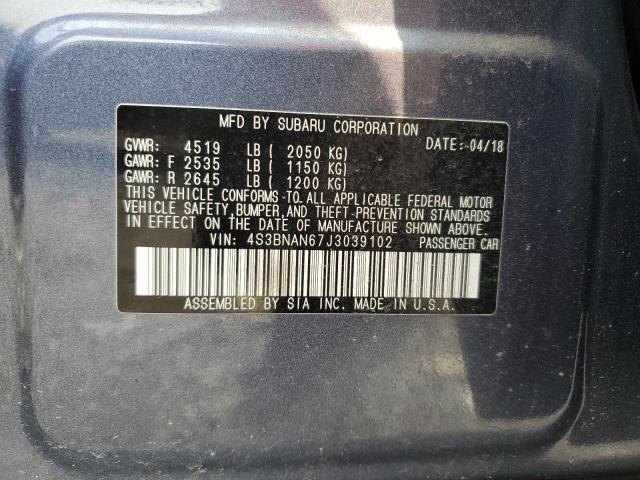 MFD BY SUBARU CORPORATION
GVWR: 4519 LB ( 2050 KG) DATE: 04/18
GAWR: F 2535 LB ( 1150 KG)
GAWR: R 2645 LB ( 1200 KG)
THIS VEHICLE CONFORMS TO ALL APPLICABLE FEDERAL MOTOR
VEHICLE SAFETY, BUMPER, AND THEFT PREVENTION STANDARDS
IN EFFECT ON THE DATE OF MANUFACTURE SHOWN ABOVE.
VIN: 4S3BNAN67J3039102 PASSENGER CAR
ASSEMBLED BY SIA INC. MADE IN U.S.A.